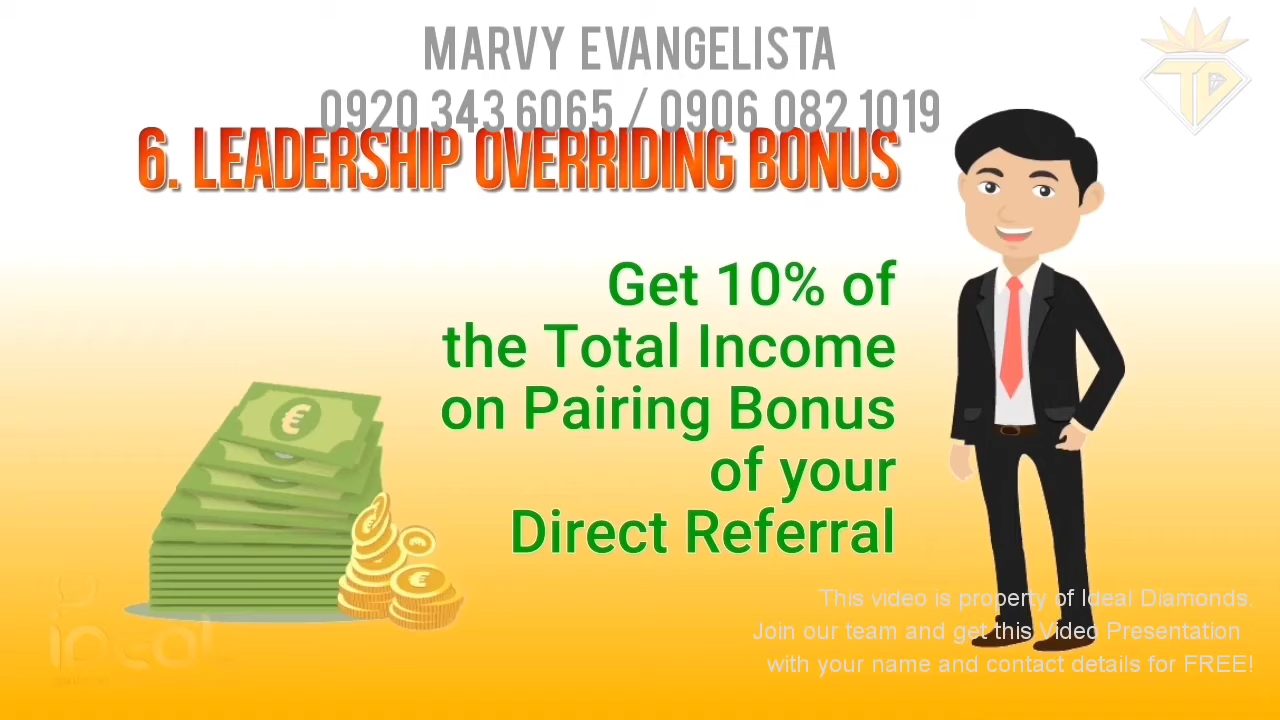 MARVY EVANGELISTA
0920 343 6065 / 0906 082 1019
6. LEADERSHIP OVERRIDING BONUS
Get 10% of
the Total Income
on Pairing Bonus
of your
Direct Referral
This video is property of Ideal Diamonds.
Join our team and get this Video Presentation
with your name and contact details for FREE!